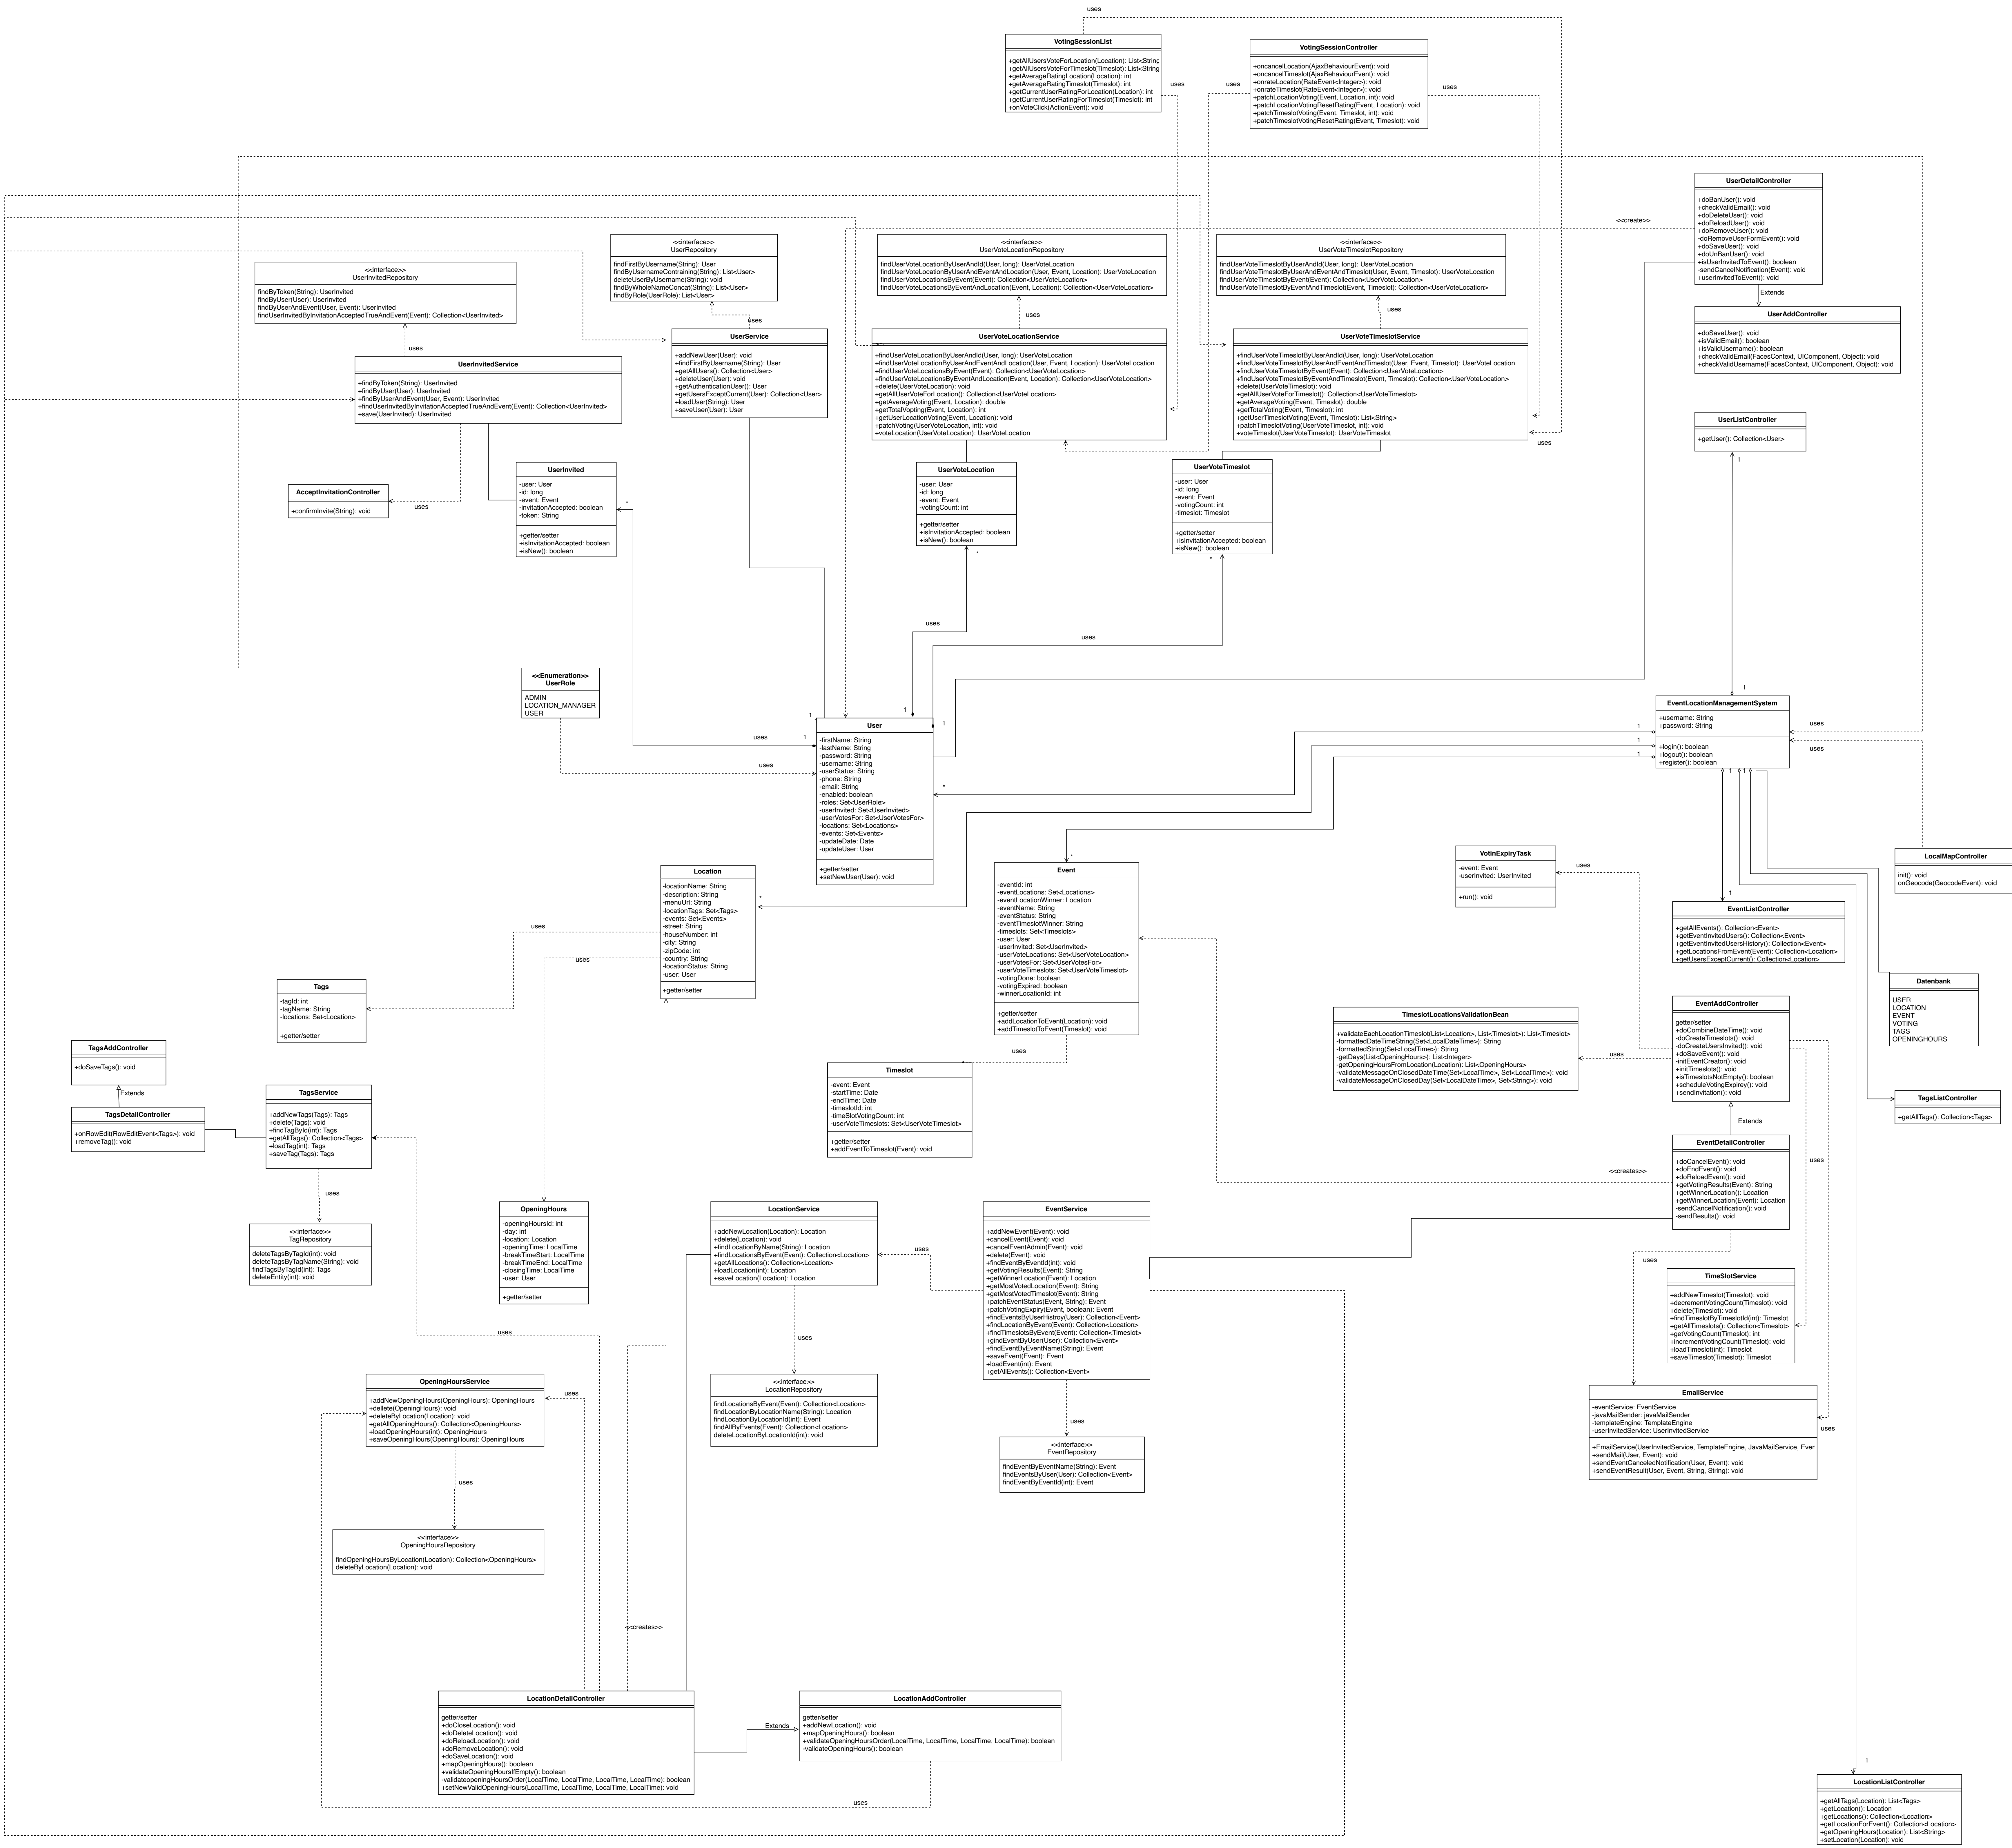 uses
VotingSessionList
+getAllUsersVoteForLocation(Location): List<String
+getAllUsersVoteForTimeslot(Timeslot): List<String
+getAverageRatingLocation(Location): int
+getAverageRatingTimeslot(Timeslot): int
+getCurrentUserRatingForLocation(Location): int
+getCurrentUserRatingForTimeslot(Timeslot): int
+onVoteClick(ActionEvent): void
uses
VotingSessionController
+oncancelLocation(AjaxBehaviourEvent): void
+oncancelTimeslot(AjaxBehaviourEvent): void
+onrateLocation(RateEvent<Integer>): void
+onrateTimeslot(RateEvent<Integer>): void
+patchLocationVoting(Event, Location, int): void
+patchLocationVotingResetRating(Event, Location): void
+patchTimeslotVoting(Event, Timeslot, int): void
+patchTimeslotVotingResetRating(Event, Timeslot): void
uses
uses
UserDetailController
+doBanUser(): void
+checkValidEmail(): void
+doDeleteUser(): void
+doReloadUser(): void
+doRemoveUser(): void
-doRemoveUserFormEvent(): void
+doSaveUser(): void
+doUnBanUser(): void
+isUserInvitedToEvent(): boolean
-sendCancelNotification(Event): void
+userInvitedToEvent(): void
<<create>>
Extends
UserAddController
+doSaveUser(): void
+isValidEmail(): boolean
+isValidUsername(): boolean
+checkValidEmail(FacesContext, UIComponent, Object): void
+checkValidUsername(FacesContext, UIComponent, Object): void
<<interface>>
UserInvitedRepository
findByToken(String): UserInvited
findByUser(User): UserInvited
findByUserAndEvent(User, Event): UserInvited
findUserInvitedByInvitationAcceptedTrueAndEvent(Event): Collection<UserInvited>
<<interface>>
UserRepository
findFirstByUsername(String): User
findByUsernameContraining(String): List<User>
deleteUserByUsername(String): void
findByWholeNameConcat(String): List<User>
findByRole(UserRole): List<User>
<<interface>>
UserVoteLocationRepository
findUserVoteLocationByUserAndId(User, long): UserVoteLocation
findUserVoteLocationByUserAndEventAndLocation(User, Event, Location): UserVoteLocation
findUserVoteLocationsByEvent(Event): Collection<UserVoteLocation>
findUserVoteLocationsByEventAndLocation(Event, Location): Collection<UserVoteLocation>
<<interface>>
UserVoteTimeslotRepository
findUserVoteTimeslotByUserAndId(User, long): UserVoteLocation
findUserVoteTimeslotByUserAndEventAndTimeslot(User, Event, Timeslot): UserVoteLocation
findUserVoteTimeslotByEvent(Event): Collection<UserVoteLocation>
findUserVoteTimeslotByEventAndTimeslot(Event, Timeslot): Collection<UserVoteLocation>
uses
uses
uses
uses
UserInvitedService
+findByToken(String): UserInvited
+findByUser(User): UserInvited
+findByUserAndEvent(User, Event): UserInvited
+findUserInvitedByInvitationAcceptedTrueAndEvent(Event): Collection<UserInvited>
+save(UserInvited): UserInvited
UserService
+addNewUser(User): void
+findFirstByUsername(String): User
+getAllUsers(): Collection<User>
+deleteUser(User): void
+getAuthenticationUser(): User
+getUsersExceptCurrent(User): Collection<User>
+loadUser(String): User
+saveUser(User): User
UserVoteLocationService
+findUserVoteLocationByUserAndId(User, long): UserVoteLocation
+findUserVoteLocationByUserAndEventAndLocation(User, Event, Location): UserVoteLocation
+findUserVoteLocationsByEvent(Event): Collection<UserVoteLocation>
+findUserVoteLocationsByEventAndLocation(Event, Location): Collection<UserVoteLocation>
+delete(UserVoteLocation): void
+getAllUserVoteForLocation(): Collection<UserVoteLocation>
+getAverageVoting(Event, Location): double
+getTotalVopting(Event, Location): int
+getUserLocationVoting(Event, Location): void
+patchVoting(UserVoteLocation, int): void
+voteLocation(UserVoteLocation): UserVoteLocation
UserVoteTimeslotService
+findUserVoteTimeslotByUserAndId(User, long): UserVoteLocation
+findUserVoteTimeslotByUserAndEventAndTimeslot(User, Event, Timeslot): UserVoteLocation
+findUserVoteTimeslotByEvent(Event): Collection<UserVoteLocation>
+findUserVoteTimeslotByEventAndTimeslot(Event, Timeslot): Collection<UserVoteLocation>
+delete(UserVoteTimeslot): void
+getAllUserVoteForTimeslot(): Collection<UserVoteTimeslot>
+getAverageVoting(Event, Timeslot): double
+getTotalVoting(Event, Timeslot): int
+getUserTimeslotVoting(Event, Timeslot): List<String>
+patchTimeslotVoting(UserVoteTimeslot, int): void
+voteTimeslot(UserVoteTimeslot): UserVoteTimeslot
uses
UserListController
+getUser(): Collection<User>
1
AcceptInvitationController
+confirmInvite(String): void
uses
UserInvited
-user: User
-id: long
-event: Event
-invitationAccepted: boolean
-token: String
+getter/setter
+isInvitationAccepted: boolean
+isNew(): boolean
*
UserVoteLocation
-user: User
-id: long
-event: Event
-votingCount: int
+getter/setter
+isInvitationAccepted: boolean
+isNew(): boolean
*
UserVoteTimeslot
-user: User
-id: long
-event: Event
-votingCount: int
-timeslot: Timeslot
+getter/setter
+isInvitationAccepted: boolean
+isNew(): boolean
*
uses
uses
<<Enumeration>>
UserRole
ADMIN
LOCATION_MANAGER
USER
uses
uses
1
1
1
1
User
-firstName: String
-lastName: String
-password: String
-username: String
-userStatus: String
-phone: String
-email: String
-enabled: boolean
-roles: Set<UserRole>
-userInvited: Set<UserInvited>
-userVotesFor: Set<UserVotesFor>
-locations: Set<Locations>
-events: Set<Events>
-updateDate: Date
-updateUser: User
+getter/setter
+setNewUser(User): void
*
1
EventLocationManagementSystem
+username: String
+password: String
+login(): boolean
+logout(): boolean
+register(): boolean
1
1
1
uses
uses
1
1
LocalMapController
init(): void
onGeocode(GeocodeEvent): void
Location
-locationName: String
-description: String
-menuUrl: String
-locationTags: Set<Tags>
-events: Set<Events>
-street: String
-houseNumber: int
-city: String
-zipCode: int
-country: String
-locationStatus: String
-user: User
+getter/setter
*
uses
uses
Event
-eventId: int
-eventLocations: Set<Locations>
-eventLocationWinner: Location
-eventName: String
-eventStatus: String
-eventTimeslotWinner: String
-timeslots: Set<Timeslots>
-user: User
-userInvited: Set<UserInvited>
-userVoteLocations: Set<UserVoteLocation>
-userVotesFor: Set<UserVotesFor>
-userVoteTimeslots: Set<UserVoteTimeslot>
-votingDone: boolean
-votingExpired: boolean
-winnerLocationId: int
+getter/setter
+addLocationToEvent(Location): void
+addTimeslotToEvent(Timeslot): void
*
uses
VotinExpiryTask
-event: Event
-userInvited: UserInvited
+run(): void
uses
1
EventListController
+getAllEvents(): Collection<Event>
+getEventInvitedUsers(): Collection<Event>
+getEventInvitedUsersHistory(): Collection<Event>
+getLocationsFromEvent(Event): Collection<Location>
+getUsersExceptCurrent(): Collection<Location>
Datenbank
USER
LOCATION
EVENT
VOTING
TAGS
OPENINGHOURS
Tags
-tagId: int
-tagName: String
-locations: Set<Location>
+getter/setter
TimeslotLocationsValidationBean
+validateEachLocationTimeslot(List<Location>, List<Timeslot>): List<Timeslot>
-formattedDateTimeString(Set<LocalDateTime>): String
-formattedString(Set<LocalTime>): String
-getDays(List<OpeningHours>): List<Integer>
-getOpeningHoursFromLocation(Location): List<OpeningHours>
-validateMessageOnClosedDateTime(Set<LocalTime>, Set<LocalTime>): void
-validateMessageOnClosedDay(Set<LocalDateTime>, Set<String>): void
uses
EventAddController
getter/setter
+doCombineDateTime(): void
-doCreateTimeslots(): void
-doCreateUsersInvited(): void
+doSaveEvent(): void
-initEventCreator(): void
+initTimeslots(): void
+isTimeslotsNotEmpty(): boolean
+scheduleVotingExpirey(): void
+sendInvitation(): void
TagsAddController
+doSaveTags(): void
Extends
TagsDetailController
+onRowEdit(RowEditEvent<Tags>): void
+removeTag(): void
TagsService
+addNewTags(Tags): Tags
+delete(Tags): void
+findTagById(int): Tags
+getAllTags(): Collection<Tags>
+loadTag(int): Tags
+saveTag(Tags): Tags
Timeslot
-event: Event
-startTime: Date
-endTime: Date
-timeslotId: int
-timeSlotVotingCount: int
-userVoteTimeslots: Set<UserVoteTimeslot>
+getter/setter
+addEventToTimeslot(Event): void
*
TagsListController
+getAllTags(): Collection<Tags>
Extends
EventDetailController
+doCancelEvent(): void
+doEndEvent(): void
+doReloadEvent(): void
+getVotingResults(Event): String
+getWinnerLocation(): Location
+getWinnerLocation(Event): Location
-sendCancelNotification(): void
-sendResults(): void
<<creates>>
uses
uses
<<interface>>
TagRepository
deleteTagsByTagId(int): void
deleteTagsByTagName(String): void
findTagsByTagId(int): Tags
deleteEntity(int): void
OpeningHours
-openingHoursId: int
-day: int
-location: Location
-openingTime: LocalTime
-breakTimeStart: LocalTime
-breakTimeEnd: LocalTime
-closingTime: LocalTime
-user: User
+getter/setter
LocationService
+addNewLocation(Location): Location
+delete(Location): void
+findLocationByName(String): Location
+findLocationsByEvent(Event): Collection<Location>
+getAllLocations(): Collection<Location>
+loadLocation(int): Location
+saveLocation(Location): Location
uses
EventService
+addNewEvent(Event): void
+cancelEvent(Event): void
+cancelEventAdmin(Event): void
+delete(Event): void
+findEventByEventId(int): void
+getVotingResults(Event): String
+getWinnerLocation(Event): Location
+getMostVotedLocation(Event): String
+getMostVotedTimeslot(Event): String
+patchEventStatus(Event, String): Event
+patchVotingExpiry(Event, boolean): Event
+findEventsByUserHistroy(User): Collection<Event>
+findLocationByEvent(Event): Collection<Location>
+findTimeslotsByEvent(Event): Collection<Timeslot>
+gindEventByUser(User): Collection<Event>
+findEventByEventName(String): Event
+saveEvent(Event): Event
+loadEvent(int): Event
+getAllEvents(): Collection<Event>
uses
TimeSlotService
+addNewTimeslot(Timeslot): void
+decrementVotingCount(Timeslot): void
+delete(Timeslot): void
+findTimeslotByTimeslotId(int): Timeslot
+getAllTimeslots(): Collection<Timeslot>
+getVotingCount(Timeslot): int
+incrementVotingCount(Timeslot): void
+loadTimeslot(int): Timeslot
+saveTimeslot(Timeslot): Timeslot
uses
uses
OpeningHoursService
+addNewOpeningHours(OpeningHours): OpeningHours
+dellete(OpeningHours): void
+deleteByLocation(Location): void
+getAllOpeningHours(): Collection<OpeningHours>
+loadOpeningHours(int): OpeningHours
+saveOpeningHours(OpeningHours): OpeningHours
uses
<<interface>>
LocationRepository
findLocationsByEvent(Event): Collection<Location>
findLocationByLocationName(String): Location
findLocationByLocationId(int): Event
findAllByEvents(Event): Collection<Location>
deleteLocationByLocationId(int): void
uses
EmailService
-eventService: EventService
-javaMailSender: javaMailSender
-templateEngine: TemplateEngine
-userInvitedService: UserInvitedService
+EmailService(UserInvitedService, TemplateEngine, JavaMailService, Ever
+sendMail(User, Event): void
+sendEventCanceledNotification(User, Event): void
+sendEventResult(User, Event, String, String): void
uses
<<interface>>
EventRepository
findEventByEventName(String): Event
findEventsByUser(User): Collection<Event>
findEventByEventId(int): Event
uses
<<interface>>
OpeningHoursRepository
findOpeningHoursByLocation(Location): Collection<OpeningHours>
deleteByLocation(Location): void
<<creates>>
LocationDetailController
getter/setter
+doCloseLocation(): void
+doDeleteLocation(): void
+doReloadLocation(): void
+doRemoveLocation(): void
+doSaveLocation(): void
+mapOpeningHours(): boolean
+validateOpeningHoursIfEmpty(): boolean
-validateopeningHoursOrder(LocalTime, LocalTime, LocalTime, LocalTime): boolean
+setNewValidOpeningHours(LocalTime, LocalTime, LocalTime, LocalTime): void
Extends
LocationAddController
getter/setter
+addNewLocation(): void
+mapOpeningHours(): boolean
+validateOpeningHoursOrder(LocalTime, LocalTime, LocalTime, LocalTime): boolean
-validateOpeningHours(): boolean
uses
1
LocationListController
+getAllTags(Location): List<Tags>
+getLocation(): Location
+getLocations(): Collection<Location>
+getLocationForEvent(): Collection<Location>
+getOpeningHours(Location): List<String>
+setLocation(Location): void